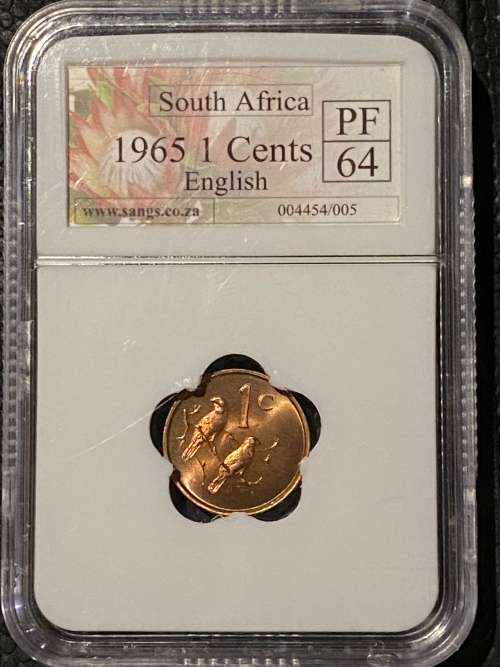 South Africa
1965 1 Cents
English
PF
64
www.sangs.co.za
004454/005
1c